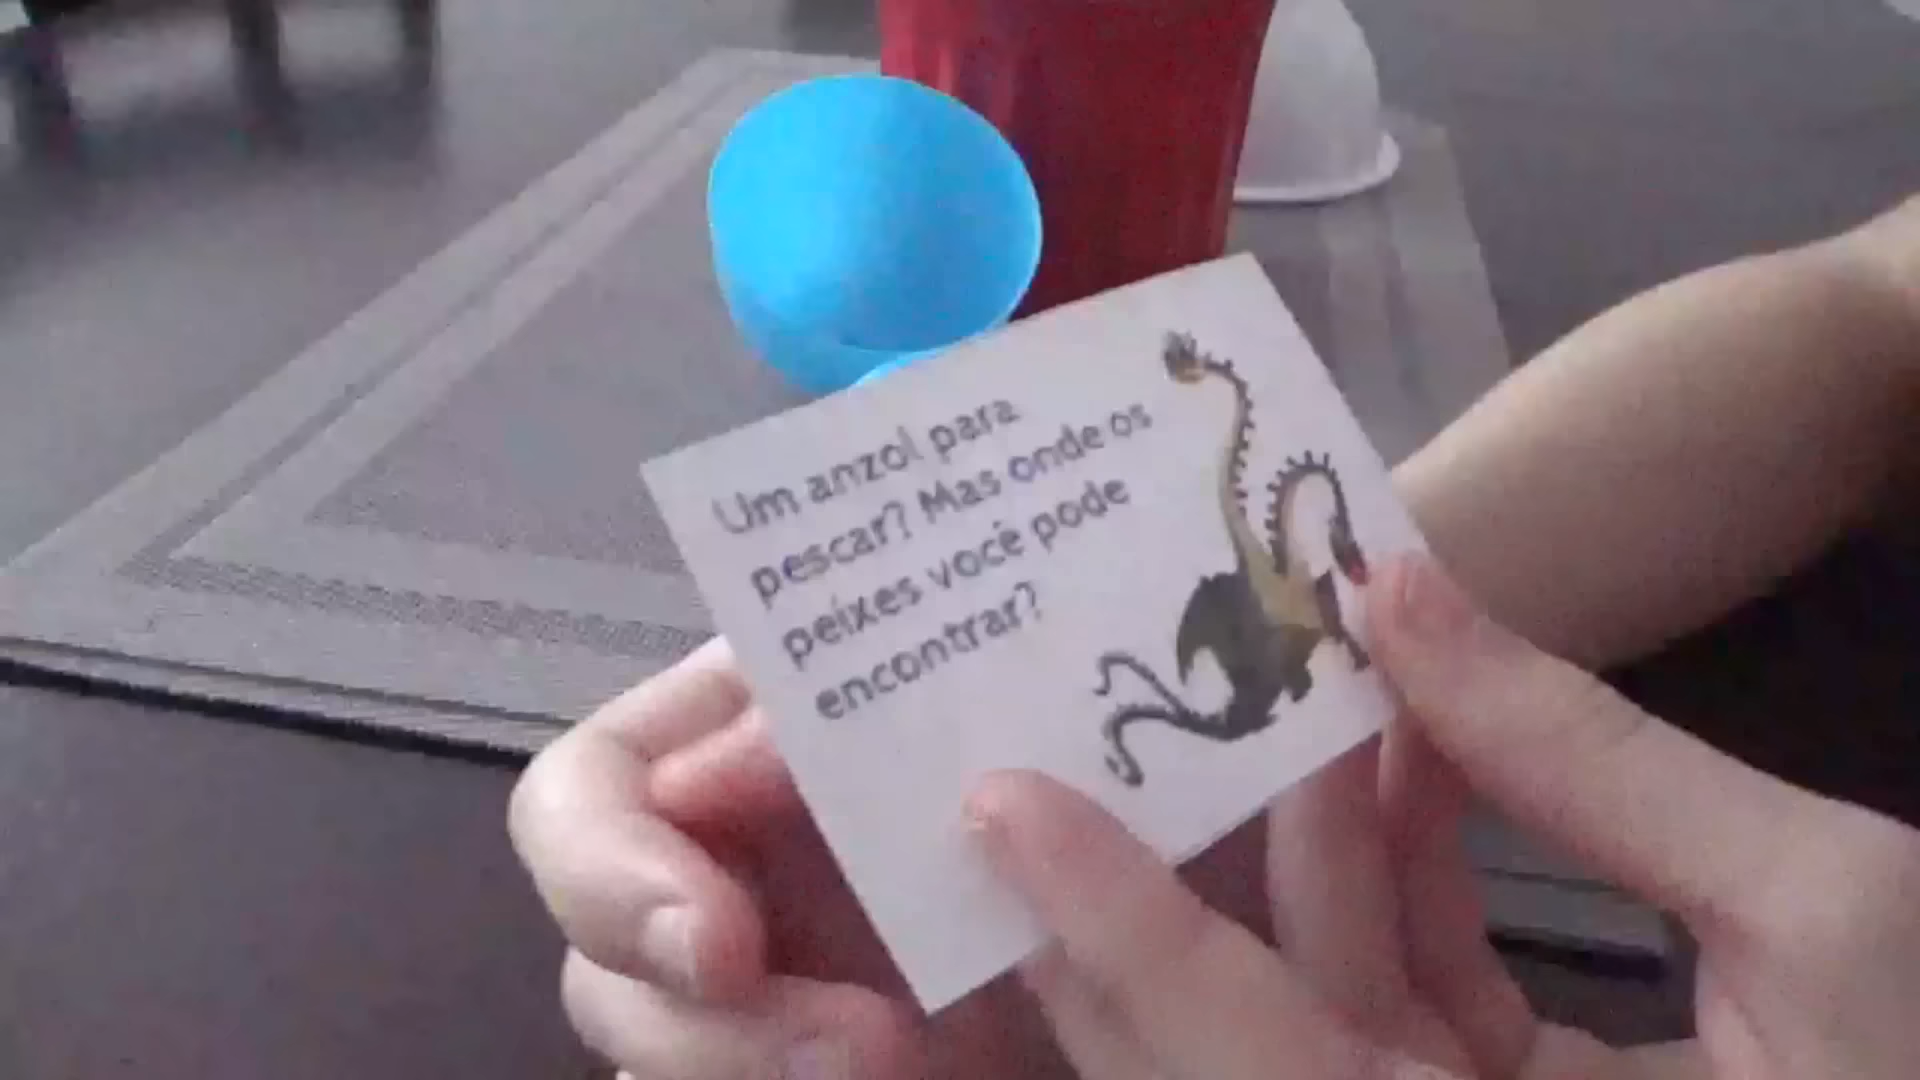 Um anzol para
pescar? Mas onde os
peixes você pode
encontrar?